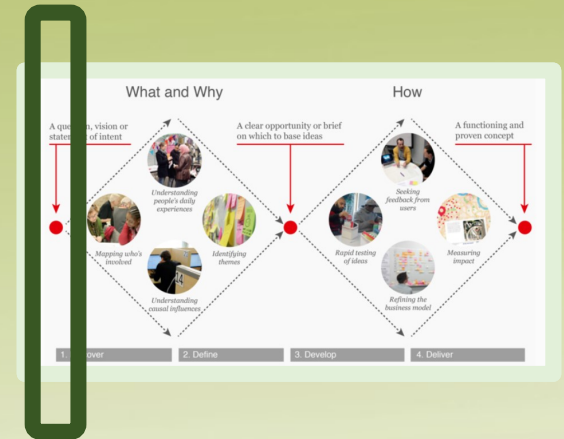 What and Why
How
A qu n, vision or
state of intent
A clear opportunity or brief
on which to base ideas
A functioning and
proven concept
Understanding
people's daily
experiences
Seeking
feedback from
users
Mapping who's
involved
Identifying
themes
Rapid testing
of ideas
Measuring
impact
Understanding
causal influences
Refining the
business model
1. over
2. Define
3. Develop
4. Deliver